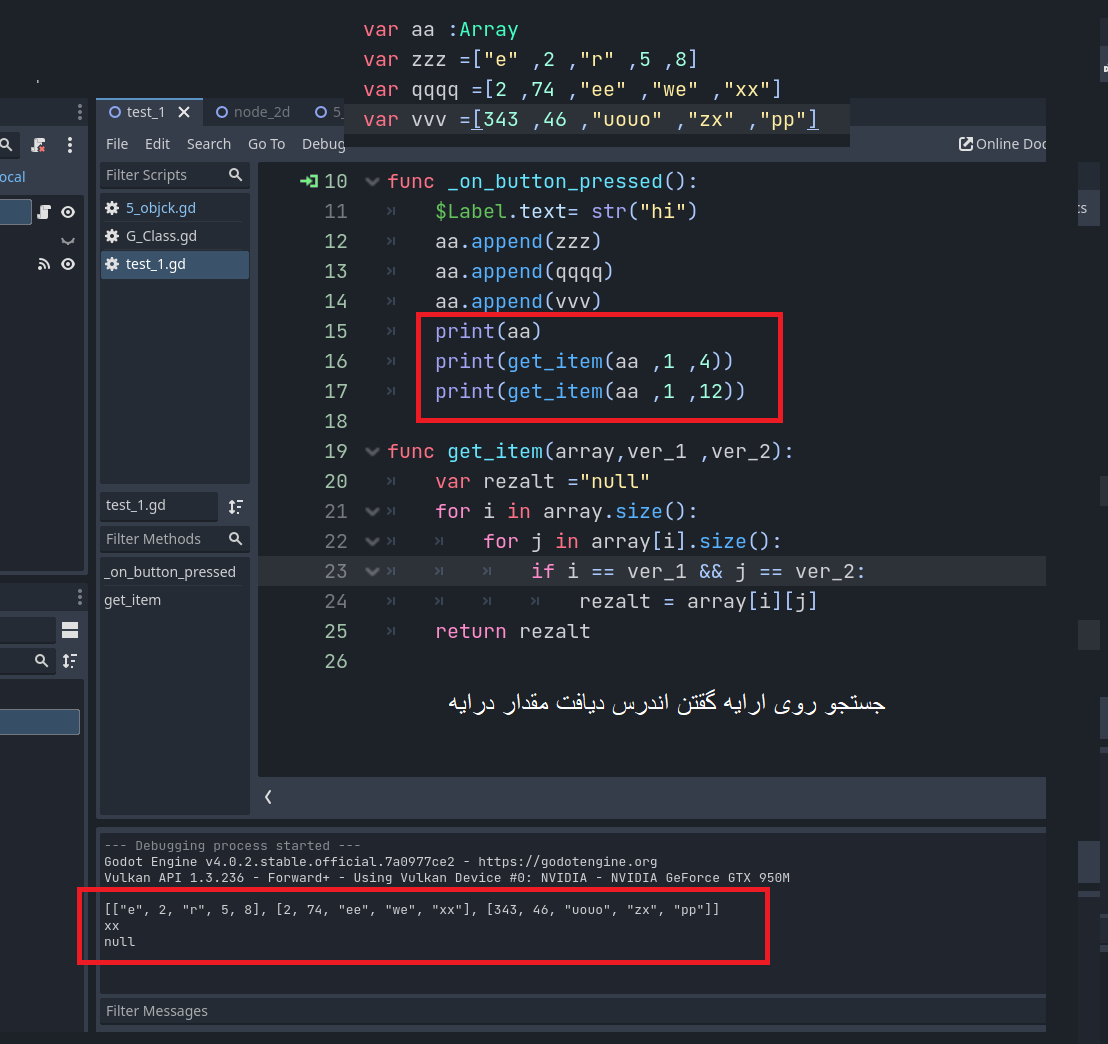 var aa :Array
var zzz =["e" ,2 ,"r" ,5 ,8]
var qqqq =[2 ,74 ,"ee" ,"we" ,"xx"]
var vvv =[343 ,46 ,"uouo" ,"zx" ,"pp"]
test_1
node_2d
5_
File Edit Search Go To Debug
Online Doc
Filter Scripts
ocal
5_objck.gd
G_Class.gd
test_1.gd
test_1.gd
Filter Methods
_on_button_pressed
get_item
10 func _on_button_pressed():
11 $Label.text= str("hi")
12 aa.append(zzz)
13 aa.append(qqqq)
14 aa.append(vvv)
15 print(aa)
16 print(get_item(aa ,1 ,4))
17 print(get_item(aa ,1 ,12))
18
19 func get_item(array,ver_1 ,ver_2):
20 var rezalt ="null"
21 for i in array.size():
22 for j in array[i].size():
23 if i == ver_1 && j == ver_2:
24 rezalt = array[i][j]
25 return rezalt
26
جستجو روی ارایه گفتن اندرس دیافت مقدار درایه
--- Debugging process started ---
Godot Engine v4.0.2.stable.official.7a0977ce2 - https://godotengine.org
Vulkan API 1.3.236 - Forward+ - Using Vulkan Device #0: NVIDIA - NVIDIA GeForce GTX 950M
[["e", 2, "r", 5, 8], [2, 74, "ee", "we", "xx"], [343, 46, "uouo", "zx", "pp"]]
xx
null
Filter Messages